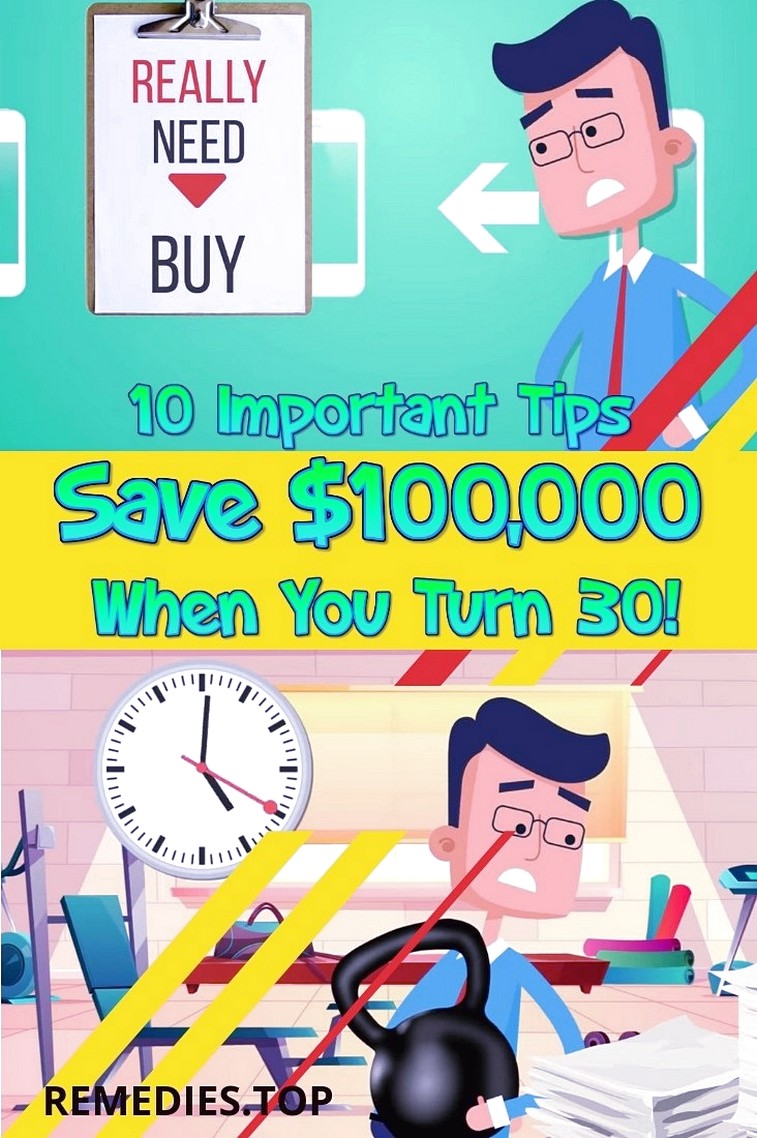 REALLY
NEED
BUY
10 Important Tips
Save $100,000
When You Turn 30!
REMEDIES.TOP